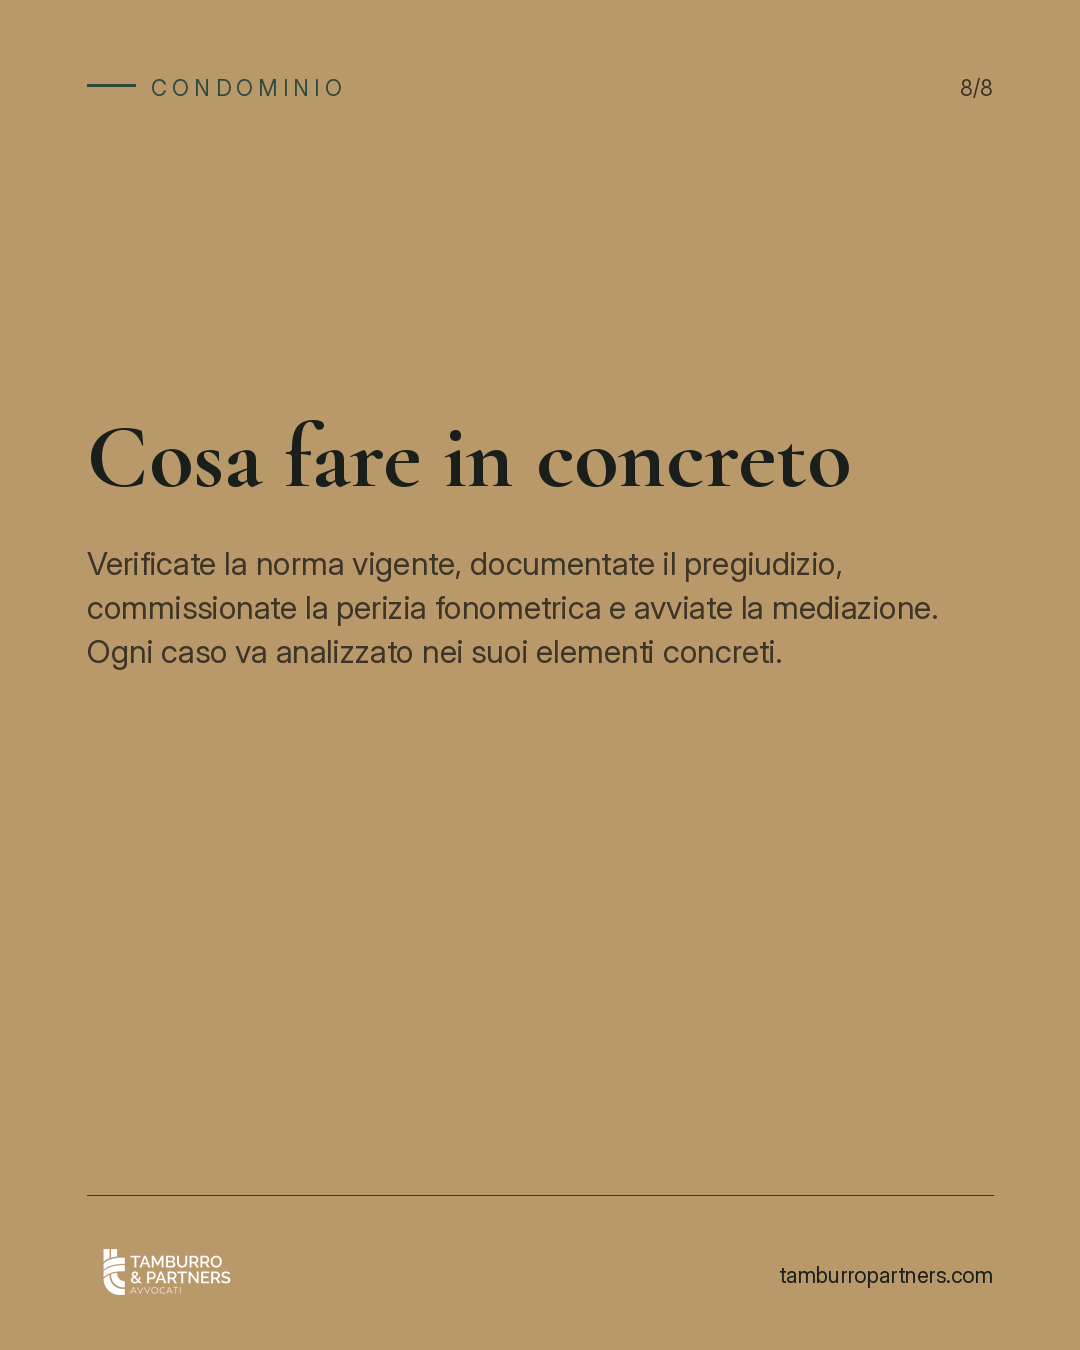 CONDOMINIO
8/8
Cosa fare in concreto
Verificate la norma vigente, documentate il pregiudizio,
commissionate la perizia fonometrica e avviate la mediazione.
Ogni caso va analizzato nei suoi elementi concreti.
TAMBURRO
& PARTNERS
AVVOCATI
tamburropartners.com